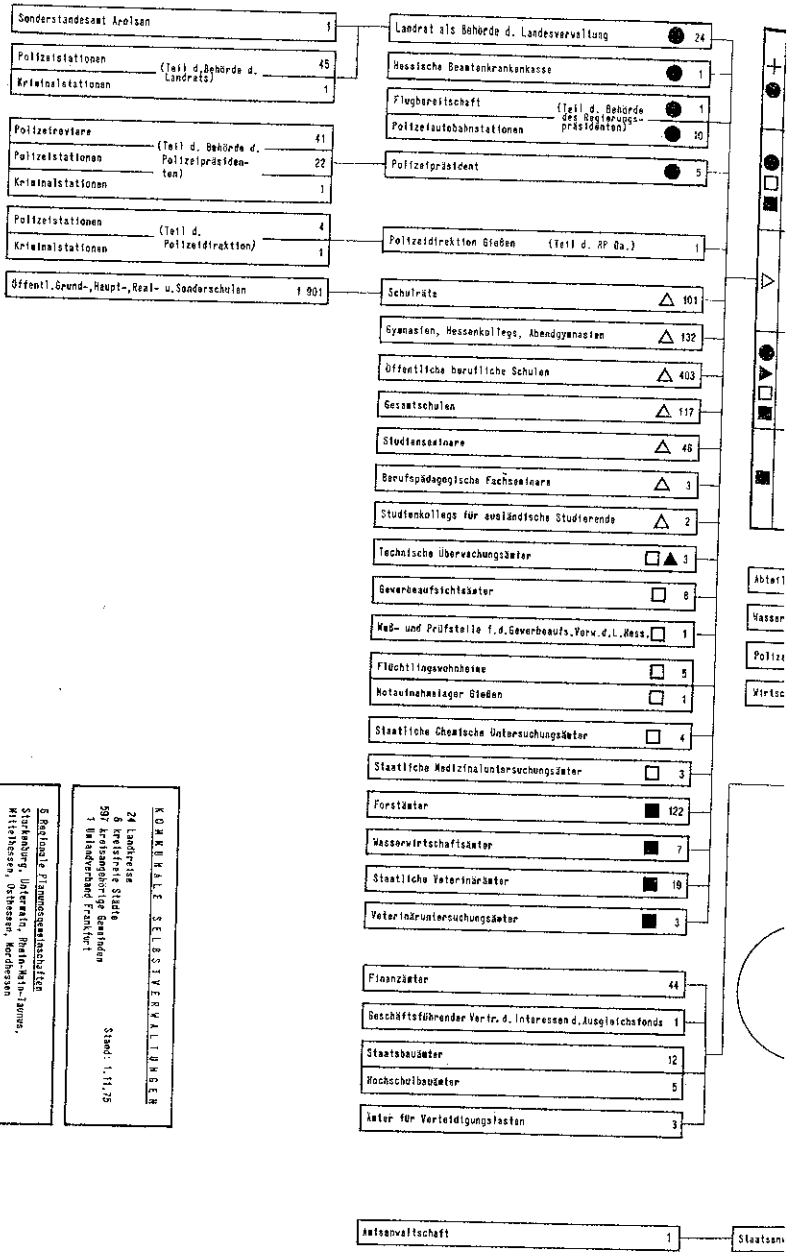 Sonderstandesamt Arolsen 1
Polizeistationen 45
(Teil d. Behörde d. Landrats)
Kriminalstationen 1
Polizeireviere 41
(Teil d. Behörde d. Polizeipräsidenten)
Polizeistationen 22
Kriminalstationen 1
Polizeistationen 4
(Teil d. Polizeidirektion)
Kriminalstationen 1
Öffentl.Grund-,Haupt-,Real- u.Sonderschulen 1 901
Landrat als Behörde d. Landesverwaltung 24
Hessische Beamtenkrankenkasse 1
Flugbereitschaft 1
(Teil d. Behörde des Regierungspräsidenten)
Polizeiautobahnstationen 10
Polizeipräsident 5
Polizeidirektion Gießen (Teil d. RP Da.) 1
Schulräte 101
Gymnasien, Hessenkollegs, Abendgymnasien 132
Öffentliche berufliche Schulen 403
Gesamtschulen 117
Studienseminare 46
Berufspädagogische Fachseminare 3
Studienkollegs für ausländische Studierende 2
Technische Überwachungsämter 3
Gewerbeaufsichtsämter 8
Meß- und Prüfstelle f.d.Gewerbeaufs.Verw.d.L.Hess. 1
Flüchtlingswohnheime 5
Notaufnahmelager Gießen 1
Staatliche Chemische Untersuchungsämter 4
Staatliche Medizinaluntersuchungsämter 3
Forstämter 122
Wasserwirtschaftsämter 7
Staatliche Veterinärämter 19
Veterinäruntersuchungsämter 3
Finanzämter 44
Geschäftsführender Vertr. d. Interessen d.Ausgleichsfonds 1
Staatsbauämter 12
Hochschulbauämter 5
Ämter für Verteidigungslasten 3
Amtsanwaltschaft 1
Abteil
Wasser
Polize
Wirtsc
Staatsanw
KOMMUNALE SELBSTVERWALTUNGEN
24 Landkreise
6 kreisfreie Städte
597 kreisangehörige Gemeinden
1 Umlandverband Frankfurt
Stand: 1.11.75
5 Regionale Planungsgemeinschaften
Starkenburg, Untermain, Rhein-Main-Taunus,
Mittelhessen, Osthessen, Nordhessen